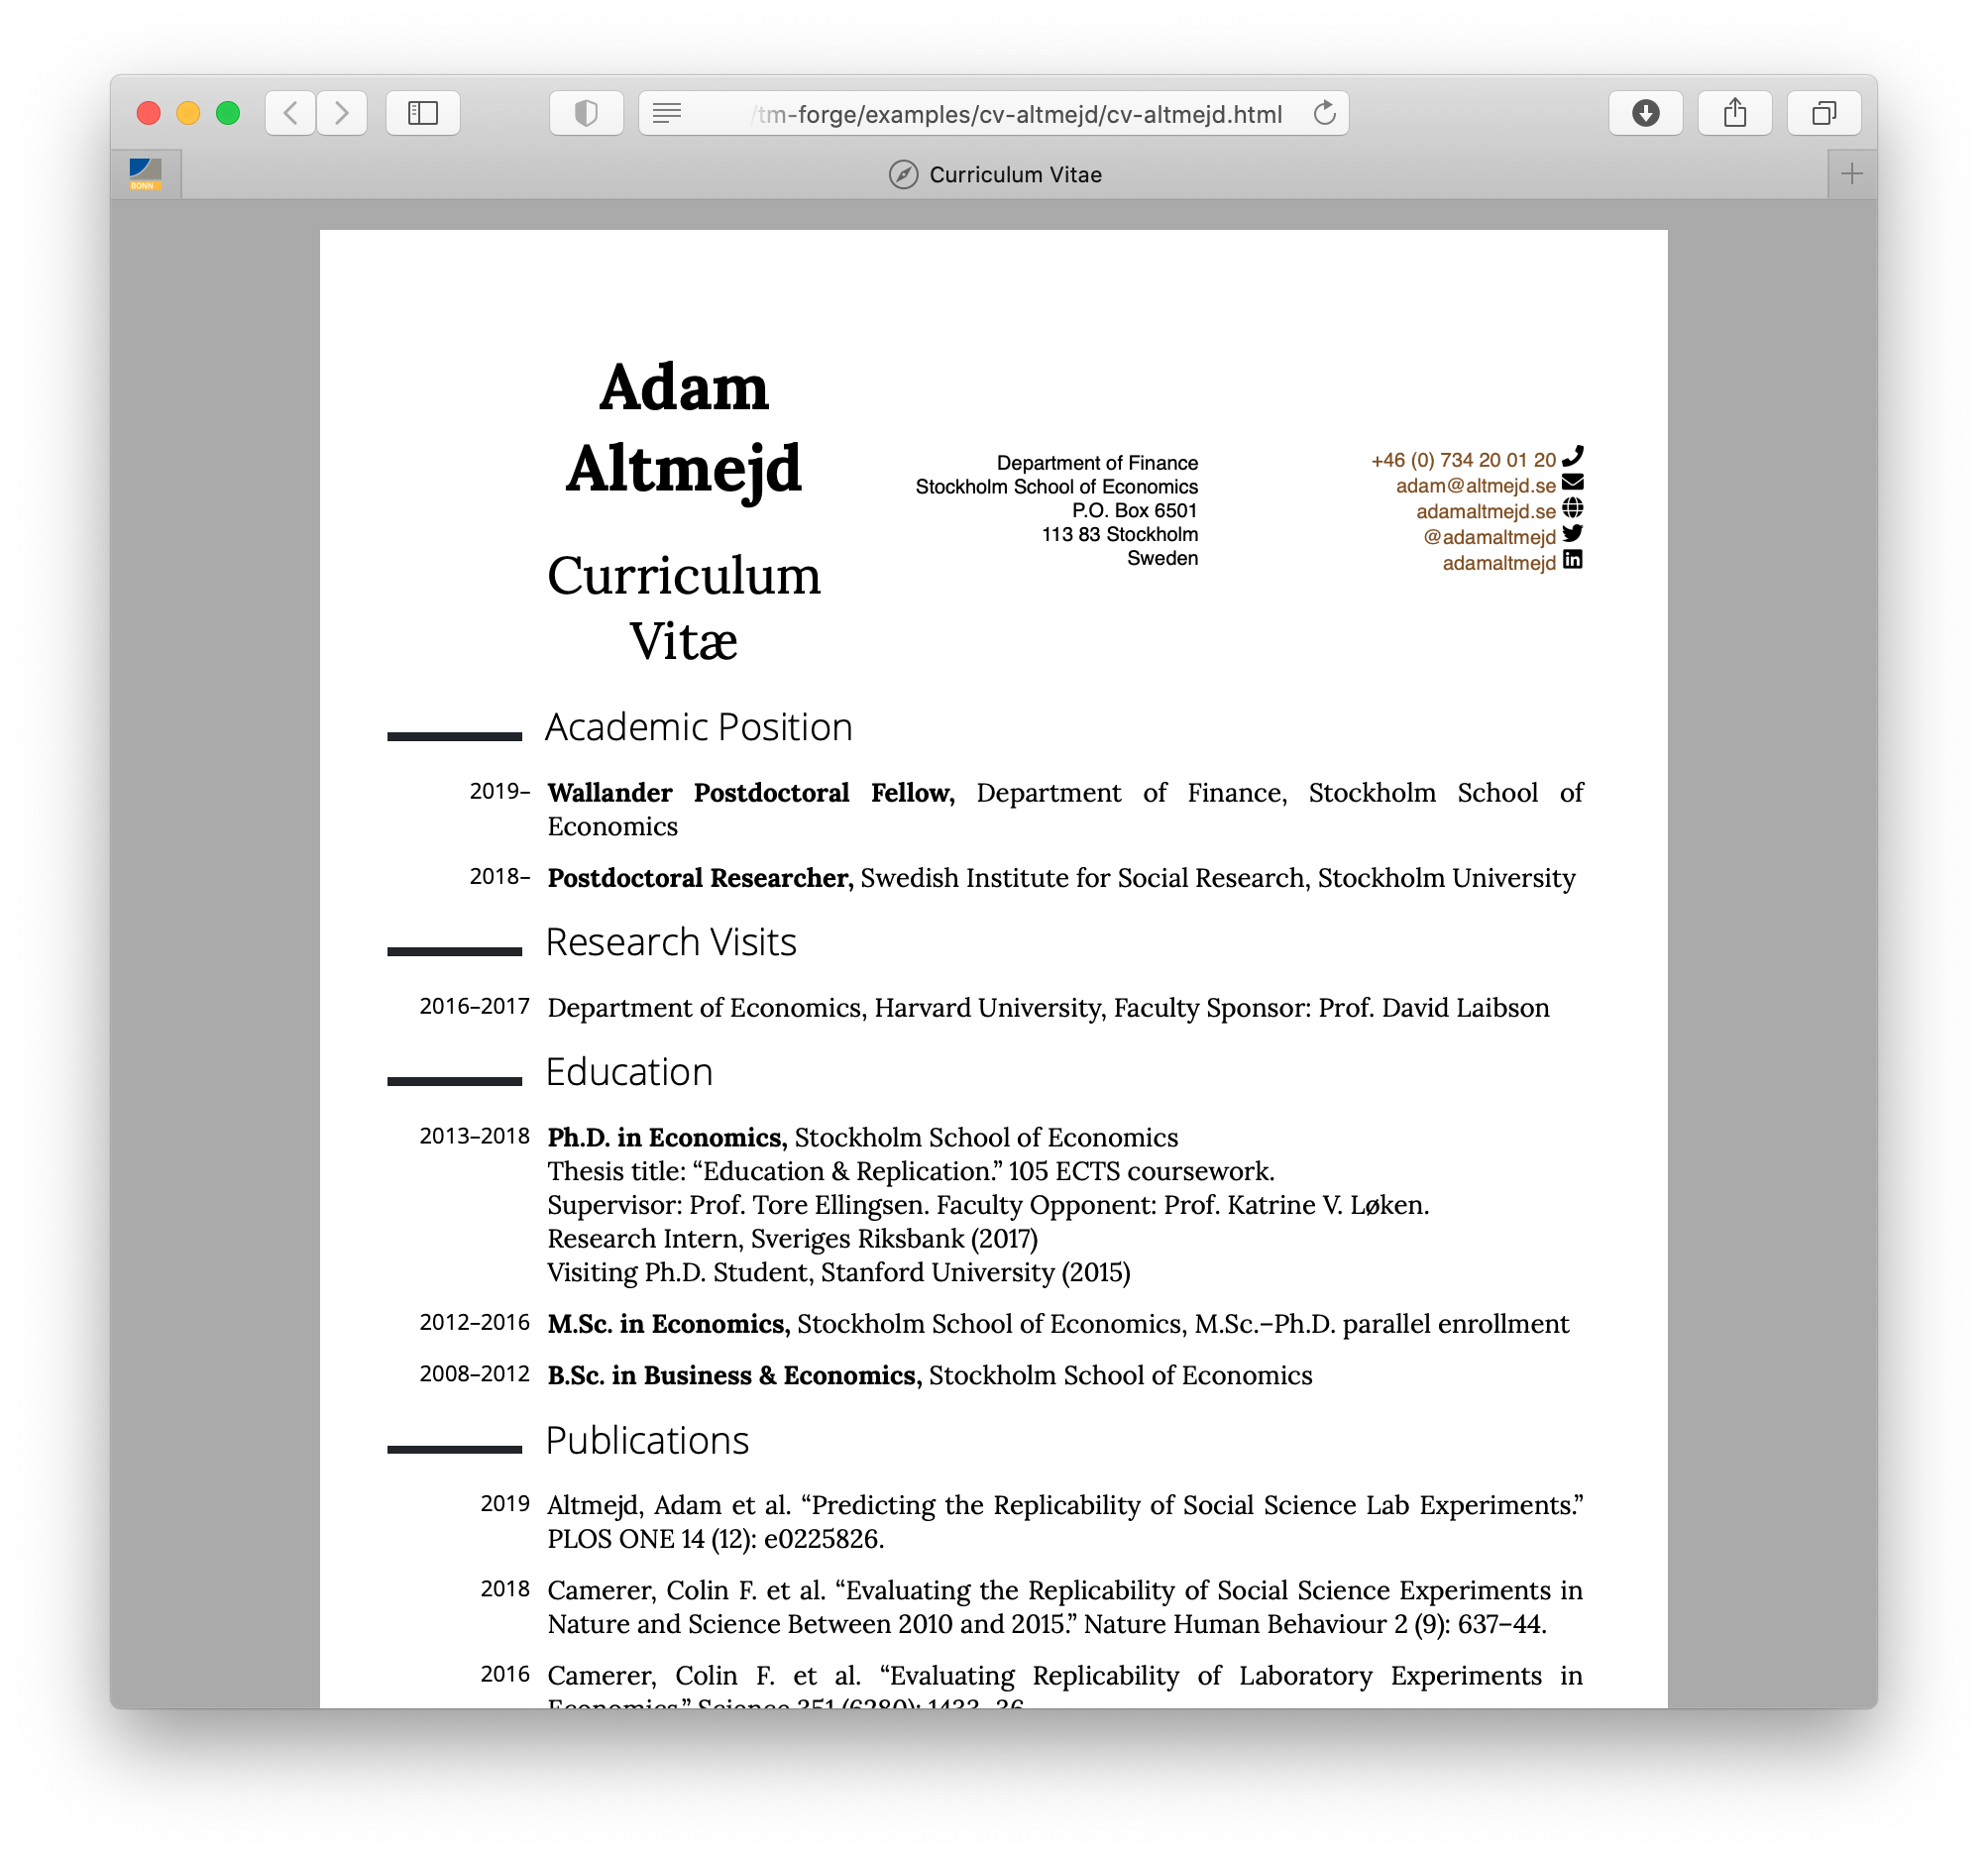 /tm-forge/examples/cv-altmejd/cv-altmejd.html
BONN
Curriculum Vitae
Adam
Altmejd
Curriculum
Vitæ
Department of Finance
Stockholm School of Economics
P.O. Box 6501
113 83 Stockholm
Sweden
+46 (0) 734 20 01 20
adam@altmejd.se
adamaltmejd.se
@adamaltmejd
adamaltmejd
Academic Position
2019– Wallander Postdoctoral Fellow, Department of Finance, Stockholm School of
Economics
2018– Postdoctoral Researcher, Swedish Institute for Social Research, Stockholm University
Research Visits
2016–2017 Department of Economics, Harvard University, Faculty Sponsor: Prof. David Laibson
Education
2013–2018 Ph.D. in Economics, Stockholm School of Economics
Thesis title: “Education & Replication.” 105 ECTS coursework.
Supervisor: Prof. Tore Ellingsen. Faculty Opponent: Prof. Katrine V. Løken.
Research Intern, Sveriges Riksbank (2017)
Visiting Ph.D. Student, Stanford University (2015)
2012–2016 M.Sc. in Economics, Stockholm School of Economics, M.Sc.–Ph.D. parallel enrollment
2008–2012 B.Sc. in Business & Economics, Stockholm School of Economics
Publications
2019 Altmejd, Adam et al. “Predicting the Replicability of Social Science Lab Experiments.”
PLOS ONE 14 (12): e0225826.
2018 Camerer, Colin F. et al. “Evaluating the Replicability of Social Science Experiments in
Nature and Science Between 2010 and 2015.” Nature Human Behaviour 2 (9): 637–44.
2016 Camerer, Colin F. et al. “Evaluating Replicability of Laboratory Experiments in
Economics.” Science 351 (6280): 1433–36.